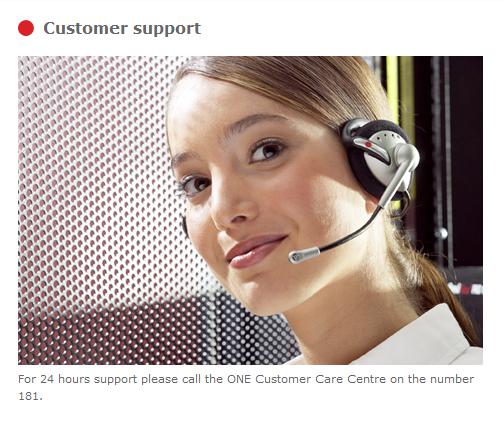 Customer support
For 24 hours support please call the ONE Customer Care Centre on the number
181.